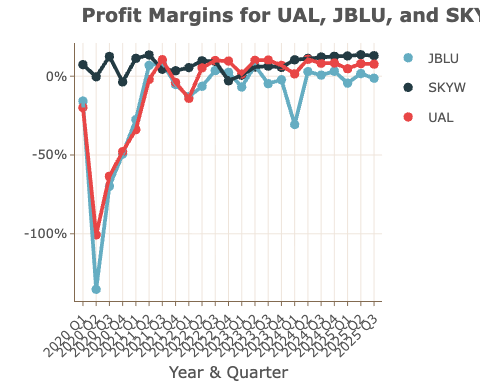 Profit Margins for UAL, JBLU, and SKY
JBLU
SKYW
UAL
0%
-50%
-100%
2020 Q1
2020 Q2
2020 Q3
2020 Q4
2021 Q1
2021 Q2
2021 Q3
2021 Q4
2022 Q1
2022 Q2
2022 Q3
2022 Q4
2023 Q1
2023 Q2
2023 Q3
2023 Q4
2024 Q1
2024 Q2
2024 Q3
2024 Q4
2025 Q1
2025 Q2
2025 Q3
Year & Quarter